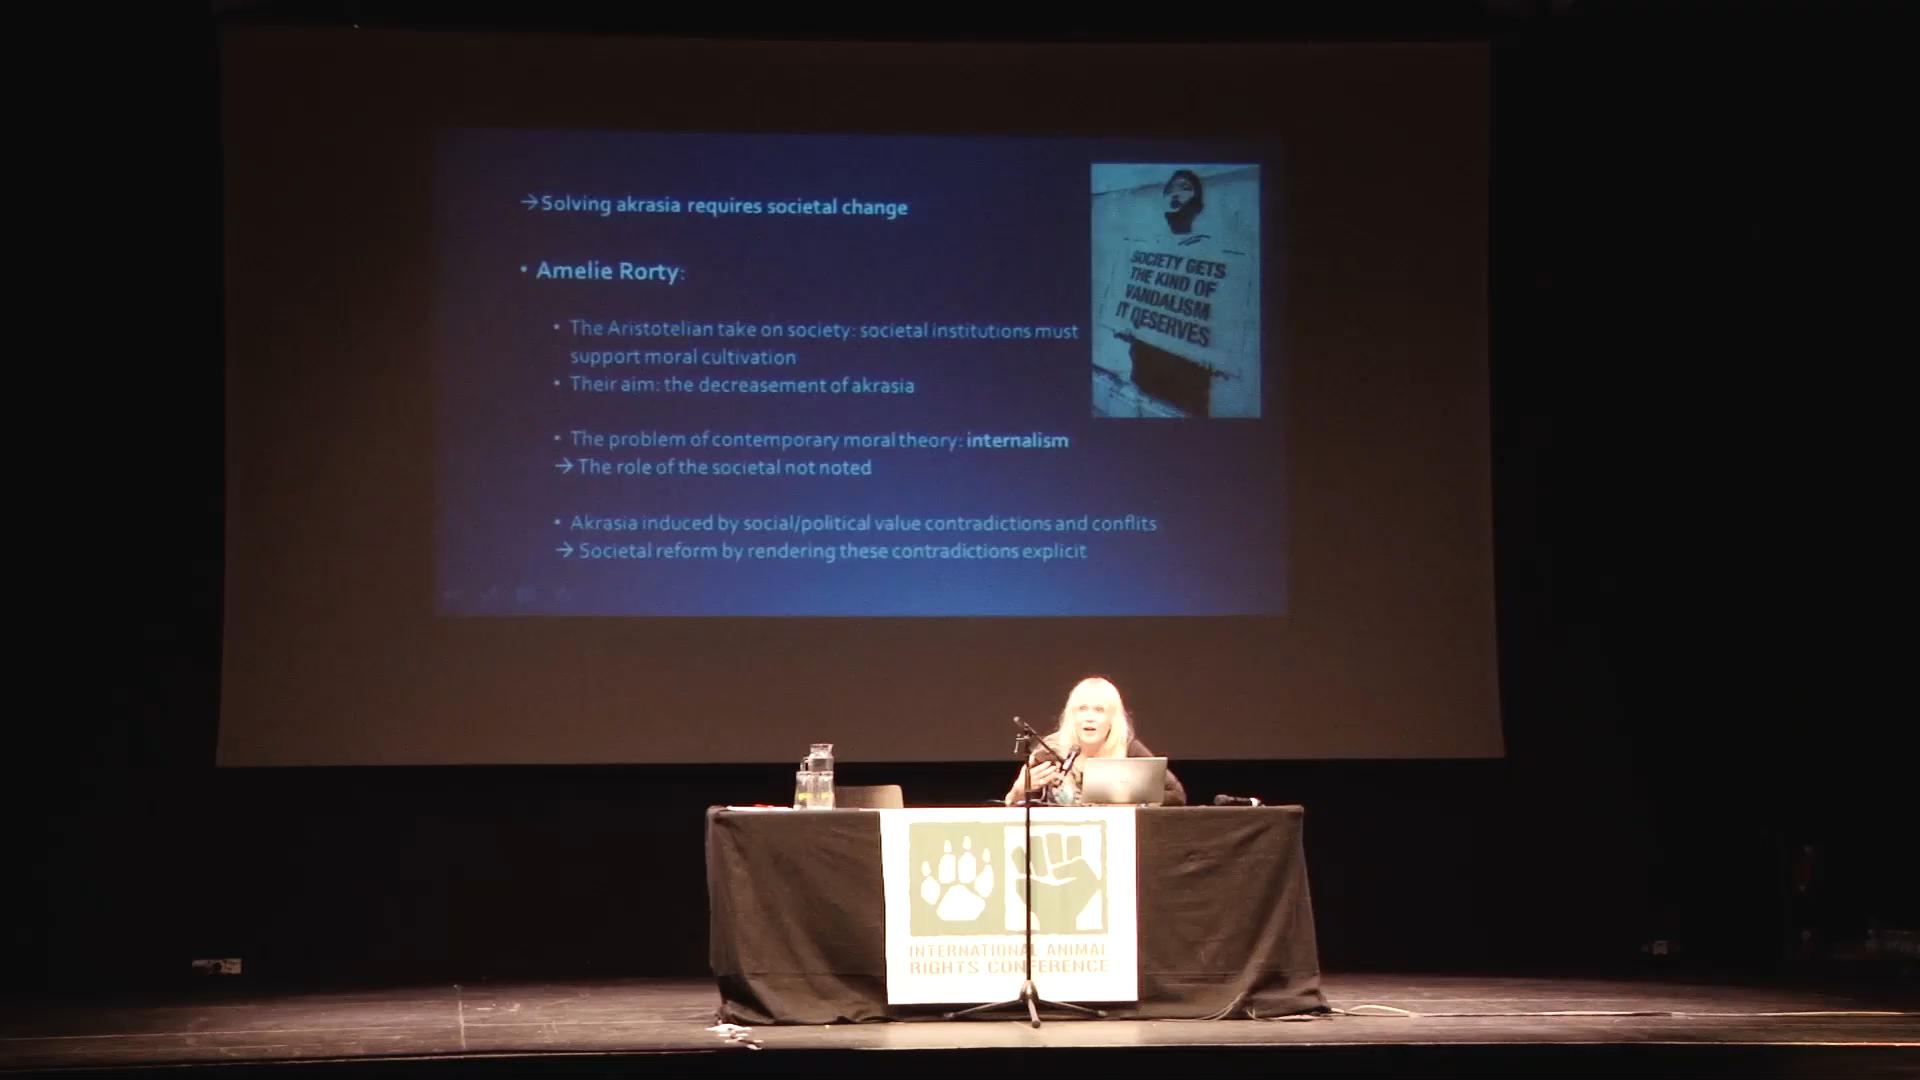 →Solving akrasia requires societal change
• Amelie Rorty:
• The Aristotelian take on society: societal institutions must
support moral cultivation
• Their aim: the decreasement of akrasia
• The problem of contemporary moral theory: internalism
→ The role of the societal not noted
• Akrasia induced by social/political value contradictions and conflits
→ Societal reform by rendering these contradictions explicit
SOCIETY GETS
THE KIND OF
VANDALISM
IT DESERVES
INTERNATIONAL ANIMAL
RIGHTS CONFERENCE